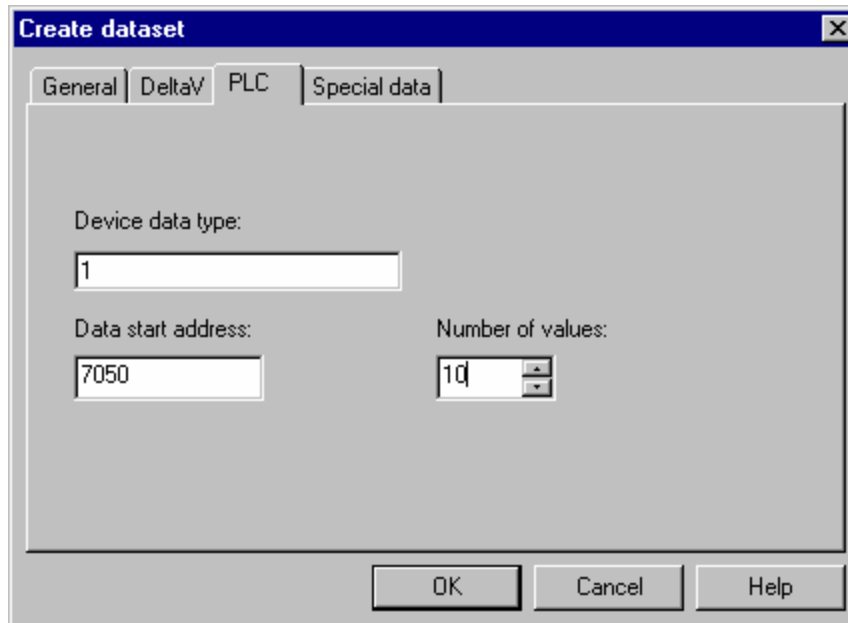 Create dataset
General DeltaV PLC Special data
Device data type:
1
Data start address: Number of values:
7050 10
OK Cancel Help